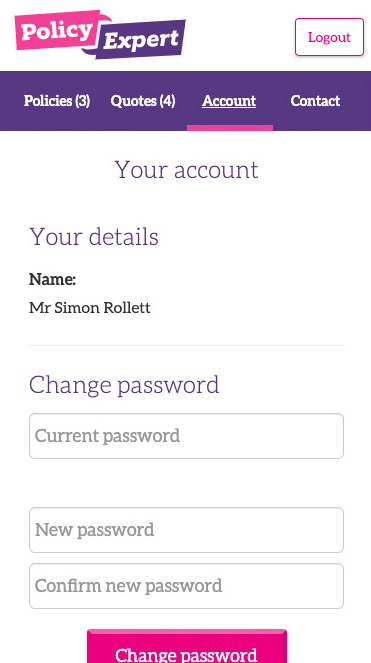 Policy
Expert
Logout
Policies (3) Quotes (4) Account Contact
Your account
Your details
Name:
Mr Simon Rollett
Change password
Current password
New password
Confirm new password
Change password